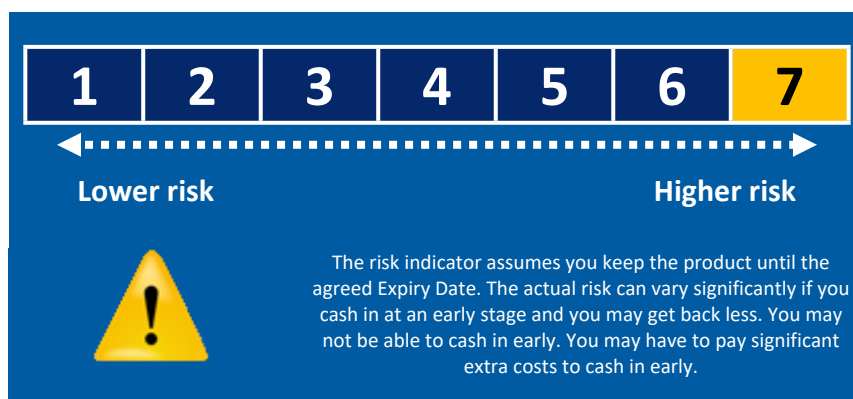 1 2 3 4 5 6 7
Lower risk Higher risk
The risk indicator assumes you keep the product until the
agreed Expiry Date. The actual risk can vary significantly if you
cash in at an early stage and you may get back less. You may
not be able to cash in early. You may have to pay significant
extra costs to cash in early.